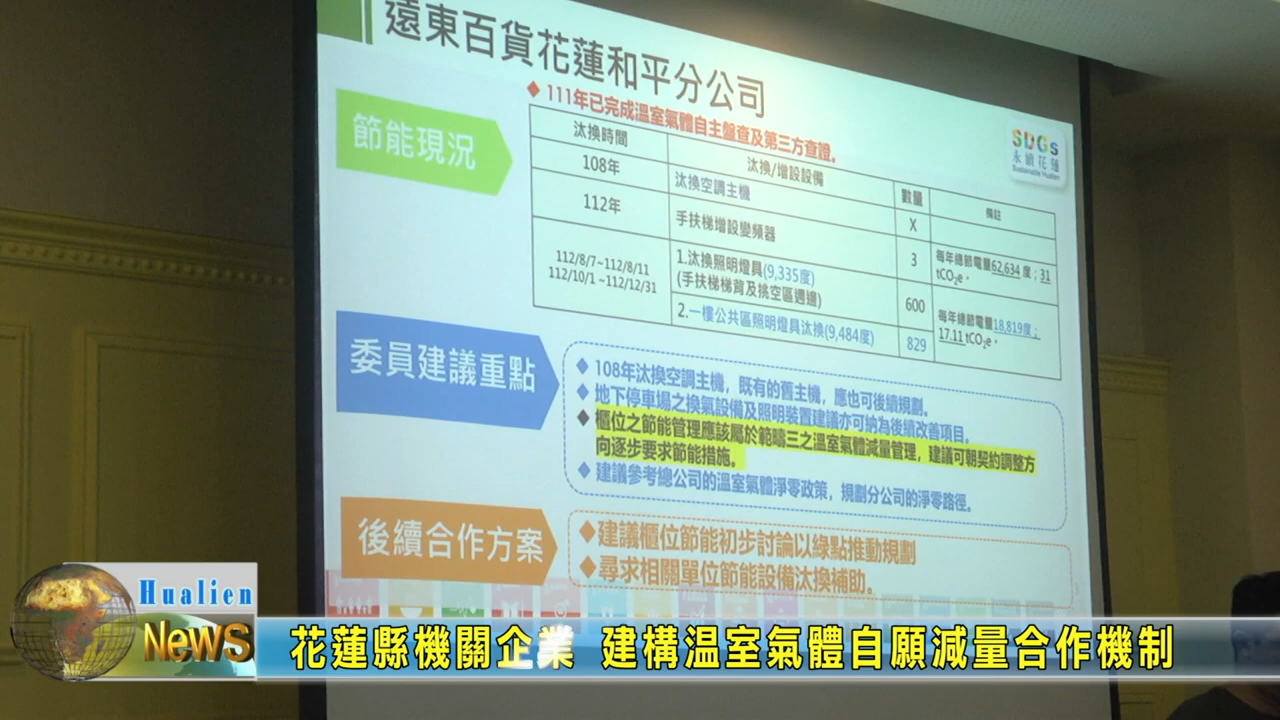 遠東百貨花蓮和平分公司
節能現況
◆ 111年已完成溫室氣體自主盤查及第三方查證。
SDGs
永續花蓮
Sustainable Hualien
汰換時間 汰換/增設設備 數量 備註
108年 汰換空調主機 X
112年 手扶梯增設變頻器 3 每年總節電量62,634 度；31 tCO2e。
112/8/7~112/8/11
112/10/1 ~112/12/31
1.汰換照明燈具(9,335度)
(手扶梯梯背及挑空區週邊)
600
2.一樓公共區照明燈具汰換(9,484度)
829
每年總節電量18,819度；
17.11 tCO2e。
委員建議重點
◆ 108年汰換空調主機，既有的舊主機，應也可後續規劃。
◆ 地下停車場之換氣設備及照明裝置建議亦可納為後續改善項目。
◆ 櫃位之節能管理應該屬於範疇三之溫室氣體減量管理，建議可朝契約調整方
向逐步要求節能措施。
◆ 建議參考總公司的溫室氣體淨零政策，規劃分公司的淨零路徑。
後續合作方案
◆建議櫃位節能初步討論以綠點推動規劃
◆尋求相關單位節能設備汰換補助。
Hualien
NewS
花蓮縣機關企業 建構溫室氣體自願減量合作機制